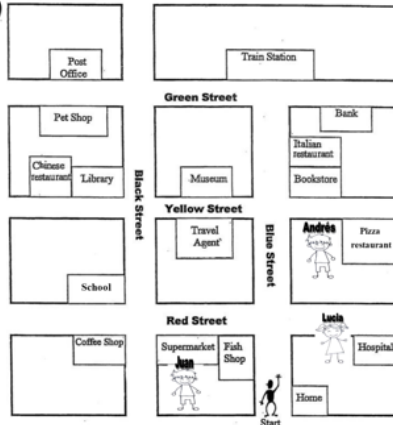 Post
Office
Train Station
Green Street
Pet Shop
Bank
Chinese
restaurant
Library
Black Street
Museum
Italian
restaurant
Bookstore
Yellow Street
Travel
Agent'
Blue Street
Andrés
Pizza
restaurant
School
Red Street
Coffee Shop
Supermarket
Fish
Shop
Juan
Lucia
Hospital
Home
Start